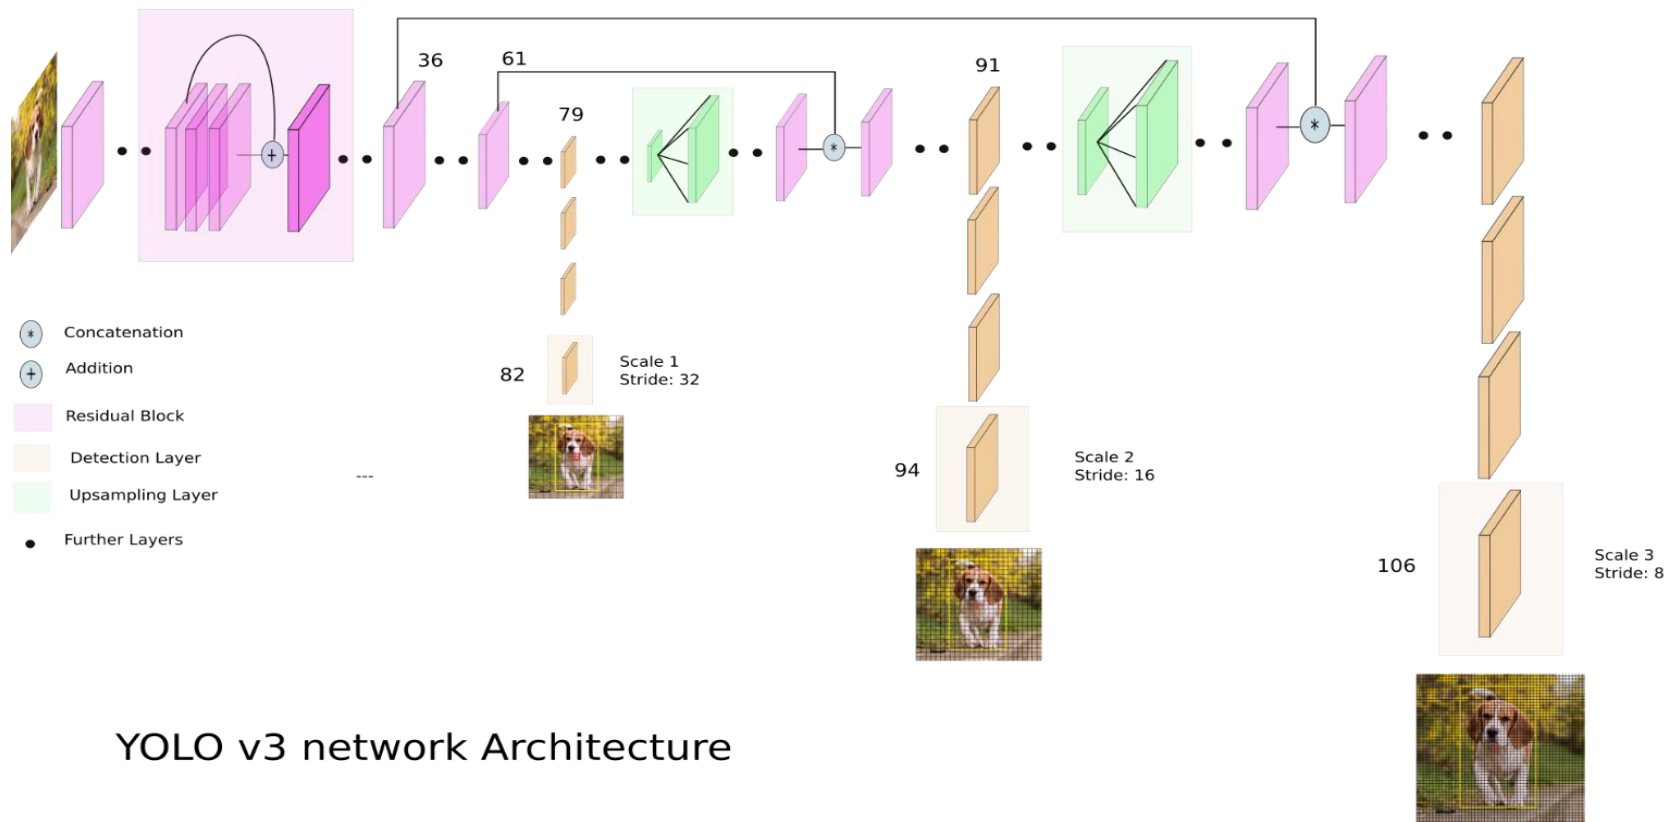 36
61
91
79
+
*
*
Concatenation
*
Addition
+
Residual Block
Detection Layer
Upsampling Layer
Further Layers
---
82
Scale 1
Stride: 32
94
Scale 2
Stride: 16
106
Scale 3
Stride: 8
YOLO v3 network Architecture